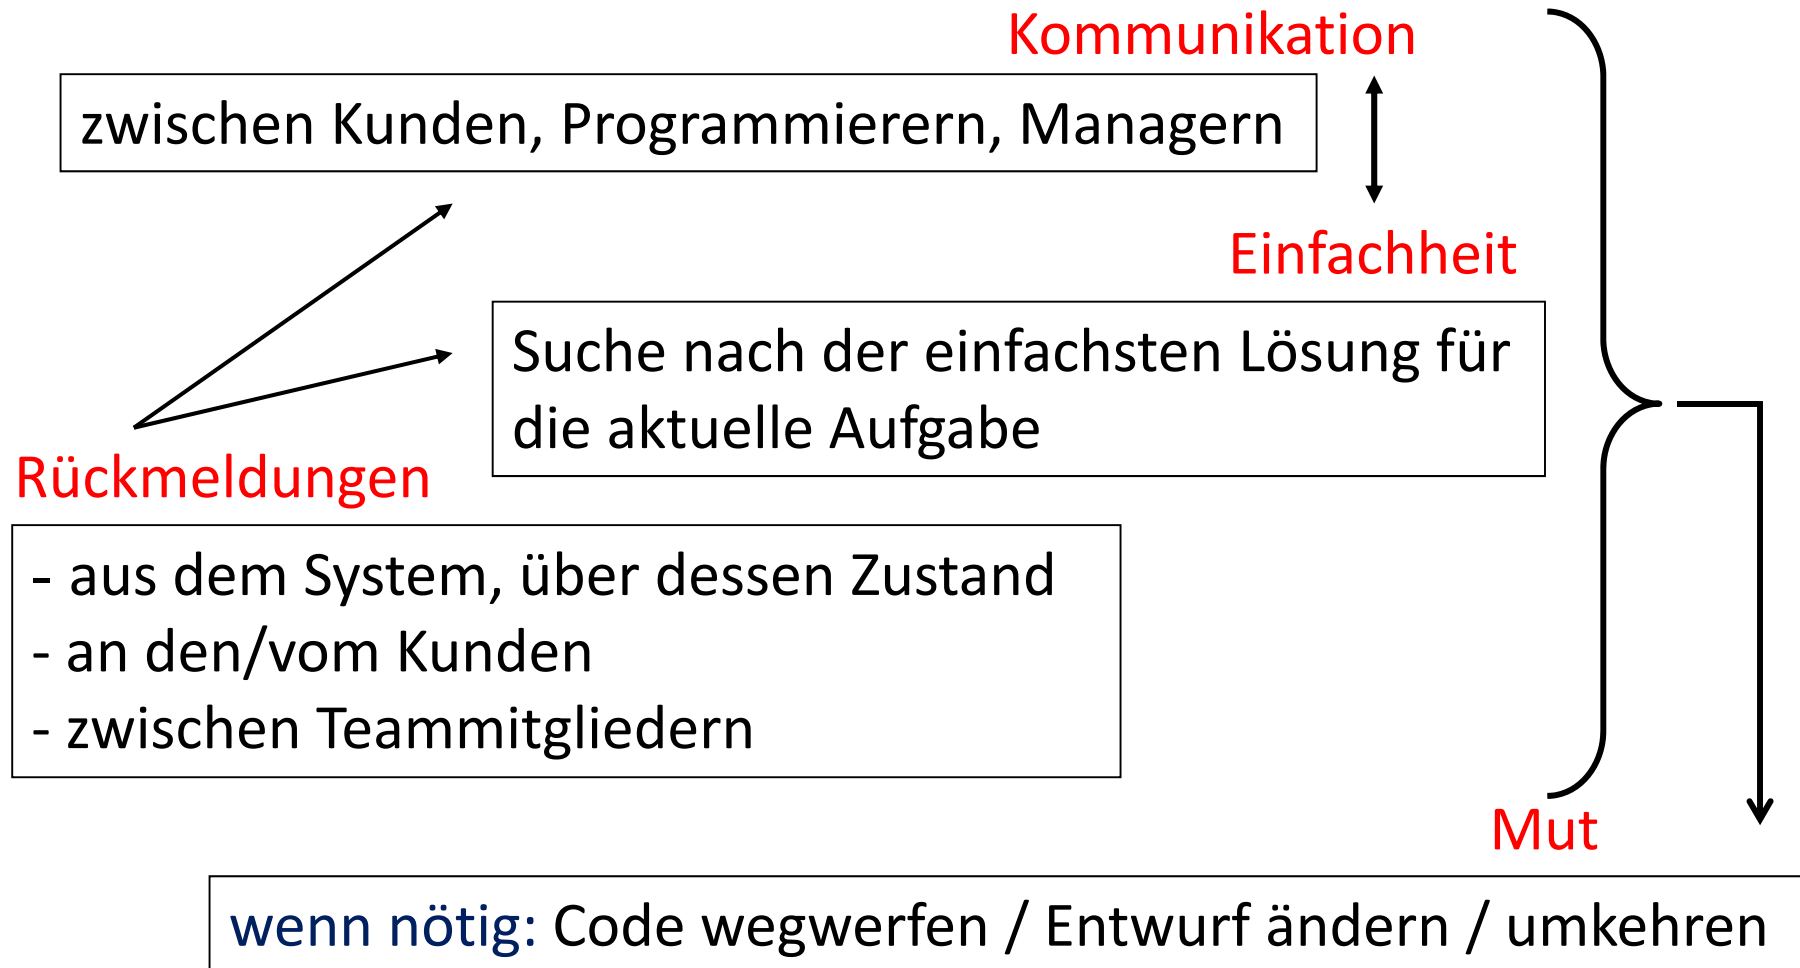 Kommunikation
zwischen Kunden, Programmierern, Managern
Einfachheit
Suche nach der einfachsten Lösung für
die aktuelle Aufgabe
Rückmeldungen
- aus dem System, über dessen Zustand
- an den/vom Kunden
- zwischen Teammitgliedern
Mut
wenn nötig: Code wegwerfen / Entwurf ändern / umkehren